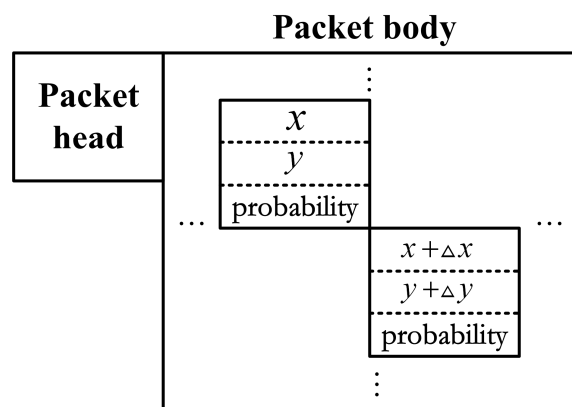 Packet body
Packet
head
⋮
x
y
probability
...
...
x + △x
y + △y
probability
⋮